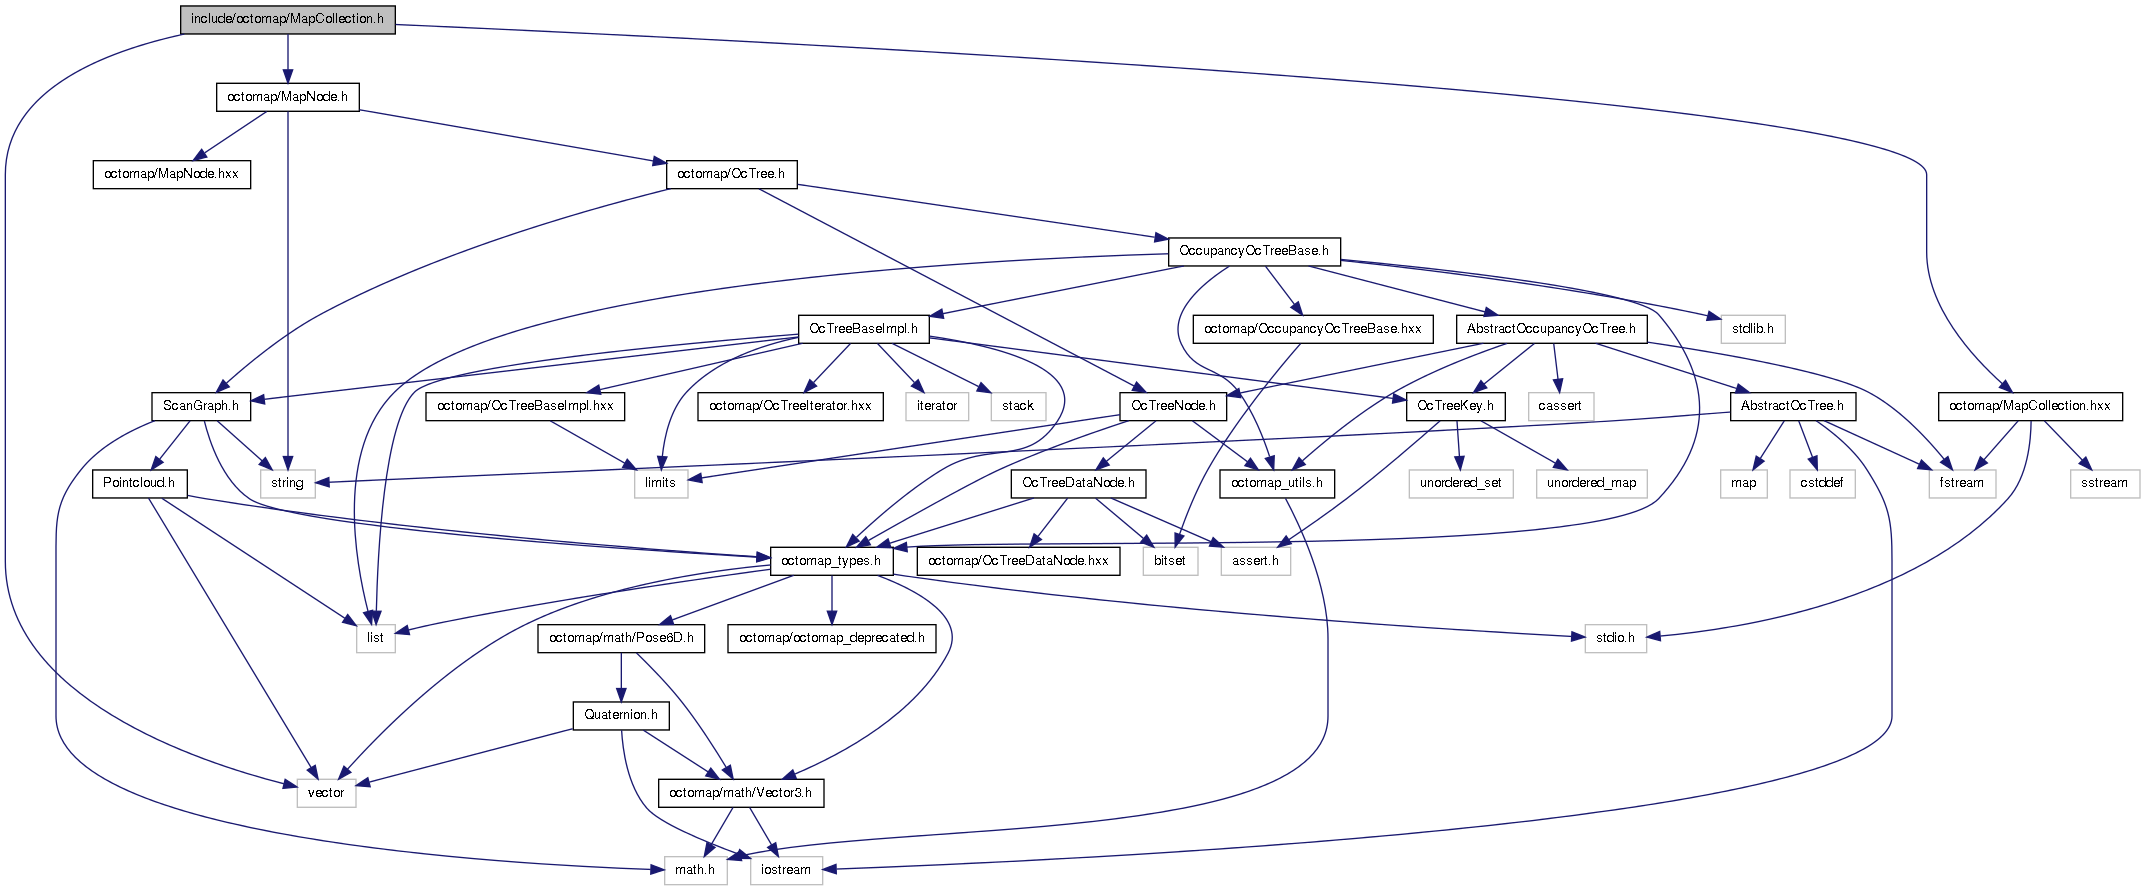 include/octomap/MapCollection.h
octomap/MapNode.h
octomap/MapNode.hxx
octomap/OcTree.h
OccupancyOcTreeBase.h
OcTreeBaseImpl.h
octomap/OccupancyOcTreeBase.hxx
AbstractOccupancyOcTree.h
stdlib.h
ScanGraph.h
octomap/OcTreeBaseImpl.hxx
octomap/OcTreeIterator.hxx
iterator
stack
OcTreeNode.h
OcTreeKey.h
cassert
AbstractOcTree.h
octomap/MapCollection.hxx
Pointcloud.h
string
limits
OcTreeDataNode.h
octomap_utils.h
unordered_set
unordered_map
map
cstddef
fstream
sstream
octomap_types.h
octomap/OcTreeDataNode.hxx
bitset
assert.h
list
octomap/math/Pose6D.h
octomap/octomap_deprecated.h
stdio.h
Quaternion.h
vector
octomap/math/Vector3.h
math.h
iostream